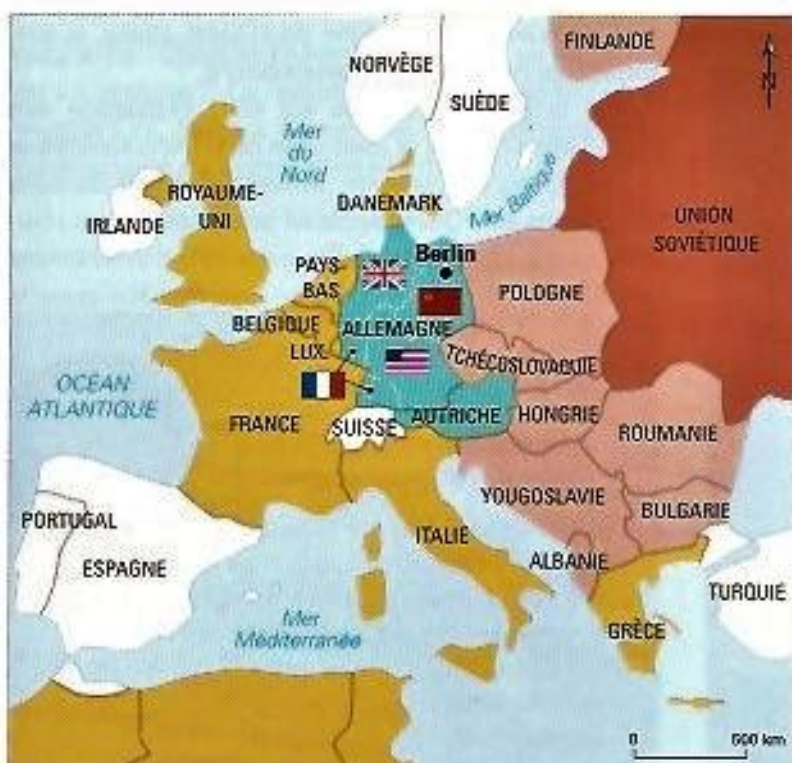 FINLANDE
NORVÈGE
N
SUÈDE
Mer
du
Nord
Mer Baltique
ROYAUME-
UNI
IRLANDE
DANEMARK
UNION
SOVIÉTIQUE
Berlin
PAYS
BAS
POLOGNE
BELGIQUE
ALLEMAGNE
LUX.
TCHÉCOSLOVAQUIE
OCÉAN
ATLANTIQUE
FRANCE
SUISSE
AUTRICHE
HONGRIE
ROUMANIE
YOUGOSLAVIE
BULGARIE
PORTUGAL
ESPAGNE
ITALIE
ALBANIE
TURQUIE
Mer
Méditerranée
GRÈCE
0 500 km